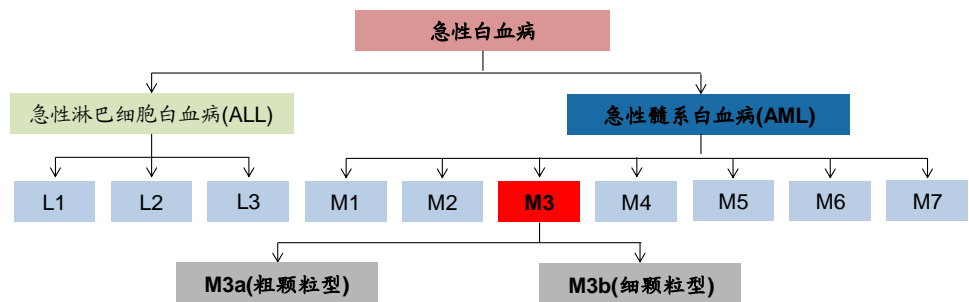 急性白血病
急性淋巴细胞白血病(ALL)
急性髓系白血病(AML)
L1
L2
L3
M1
M2
M3
M4
M5
M6
M7
M3a(粗颗粒型)
M3b(细颗粒型)